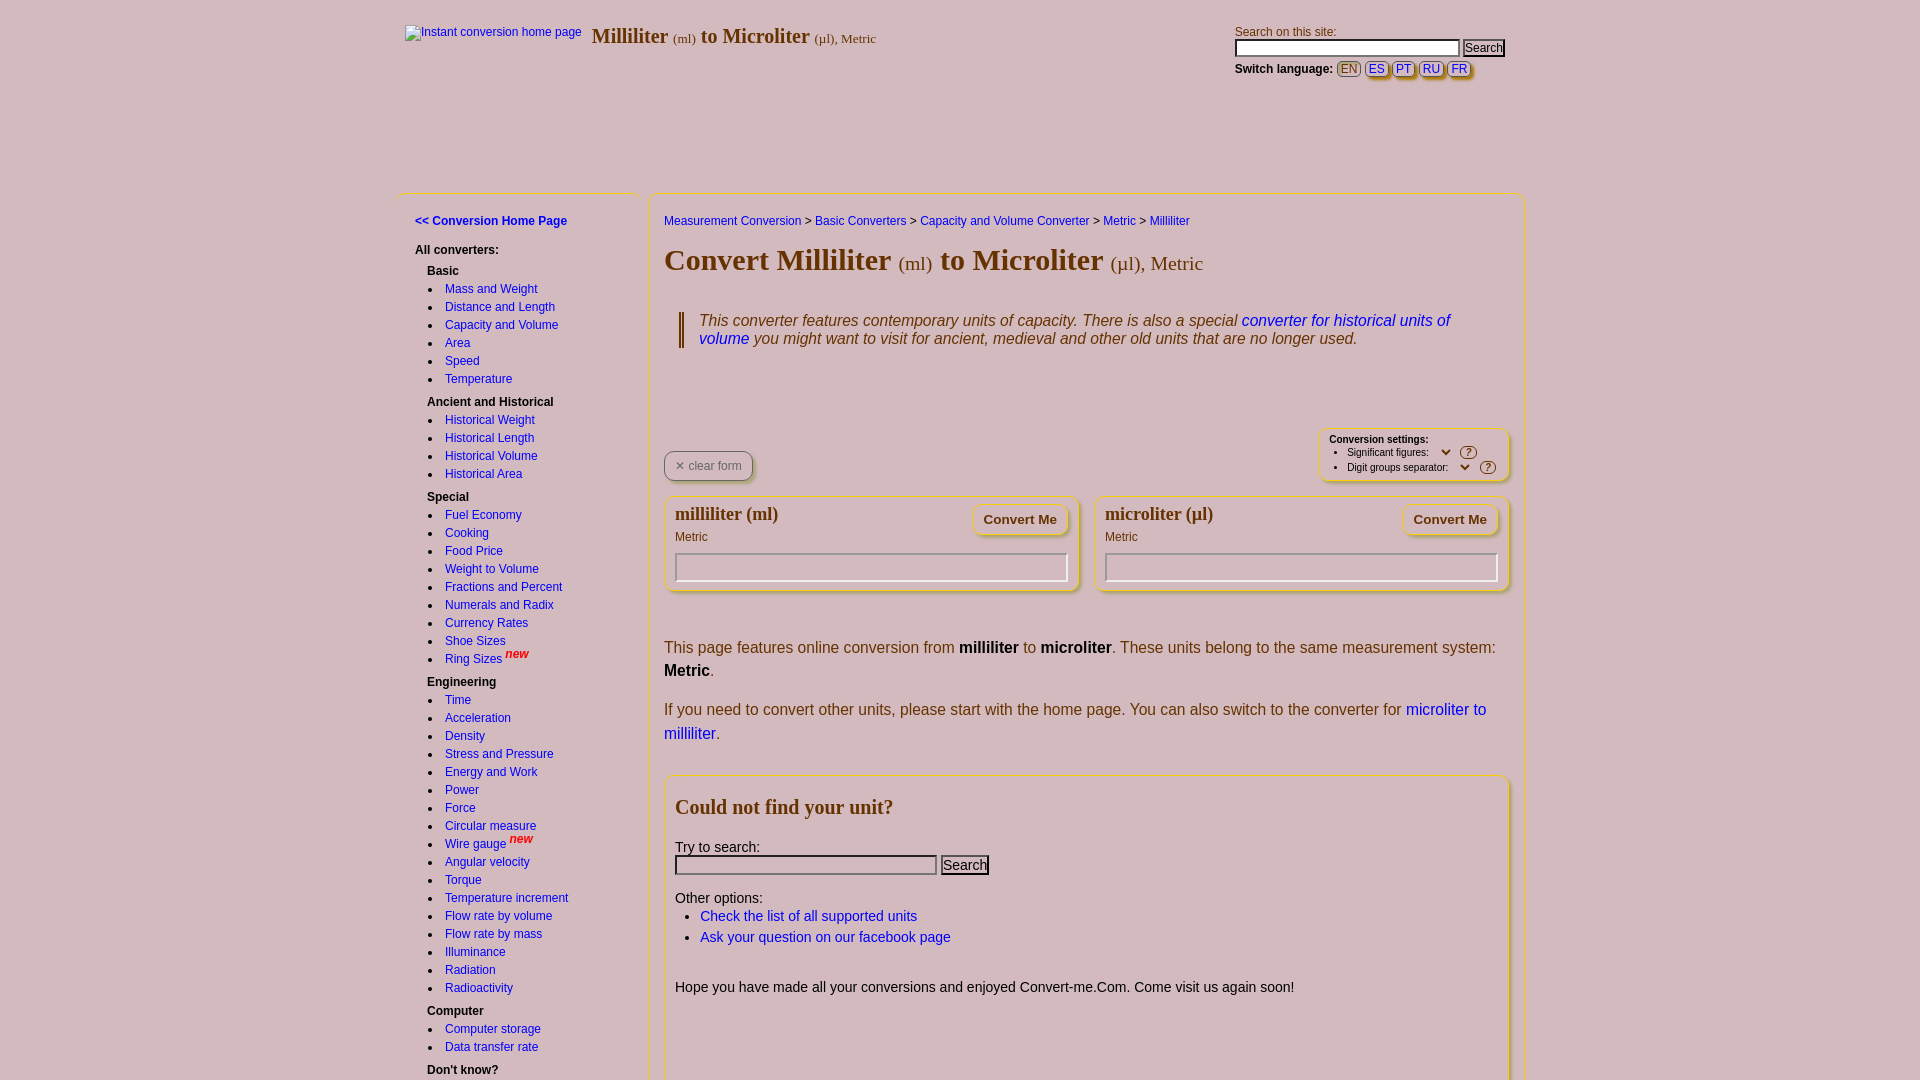 Instant conversion home page
Milliliter (ml) to Microliter (µl), Metric
Search on this site:
Search
Switch language: EN ES PT RU FR
<< Conversion Home Page
All converters:
Basic
Mass and Weight
Distance and Length
Capacity and Volume
Area
Speed
Temperature
Ancient and Historical
Historical Weight
Historical Length
Historical Volume
Historical Area
Special
Fuel Economy
Cooking
Food Price
Weight to Volume
Fractions and Percent
Numerals and Radix
Currency Rates
Shoe Sizes
Ring Sizes new
Engineering
Time
Acceleration
Density
Stress and Pressure
Energy and Work
Power
Force
Circular measure
Wire gauge new
Angular velocity
Torque
Temperature increment
Flow rate by volume
Flow rate by mass
Illuminance
Radiation
Radioactivity
Computer
Computer storage
Data transfer rate
Don't know?
Measurement Conversion > Basic Converters > Capacity and Volume Converter > Metric > Milliliter
Convert Milliliter (ml) to Microliter (µl), Metric
This converter features contemporary units of capacity. There is also a special converter for historical units of
volume you might want to visit for ancient, medieval and other old units that are no longer used.
✕ clear form
Conversion settings:
Significant figures: ?
Digit groups separator: ?
milliliter (ml)
Convert Me
Metric
microliter (µl)
Convert Me
Metric
This page features online conversion from milliliter to microliter. These units belong to the same measurement system:
Metric.
If you need to convert other units, please start with the home page. You can also switch to the converter for microliter to
milliliter.
Could not find your unit?
Try to search:
Search
Other options:
Check the list of all supported units
Ask your question on our facebook page
Hope you have made all your conversions and enjoyed Convert-me.Com. Come visit us again soon!